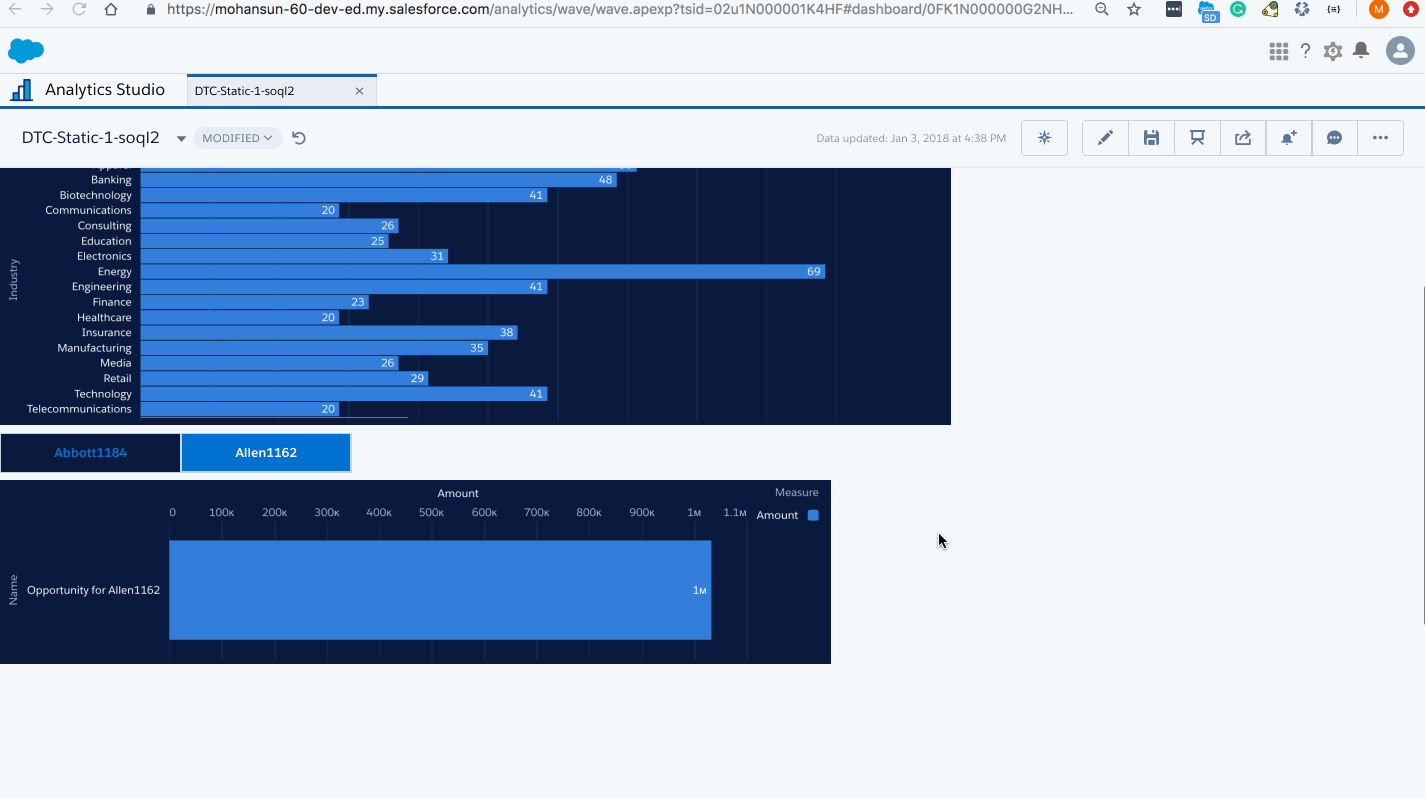 https://mohansun-60-dev-ed.my.salesforce.com/analytics/wave/wave.apexp?tsid=02u1N000001K4HF#dashboard/0FK1N000000G2NH...
SD
G
{≡}
M
?
Analytics Studio
DTC-Static-1-soql2
DTC-Static-1-soql2
MODIFIED
Data updated: Jan 3, 2018 at 4:38 PM
Banking 48
Biotechnology 41
Communications 20
Consulting 26
Education 25
Electronics 31
Energy 69
Engineering 41
Finance 23
Healthcare 20
Insurance 38
Manufacturing 35
Media 26
Retail 29
Technology 41
Telecommunications 20
Industry
Abbott1184 Allen1162
Amount
Measure
0 100K 200K 300K 400K 500K 600K 700K 800K 900K 1M 1.1M
Amount
Name
Opportunity for Allen1162 1M